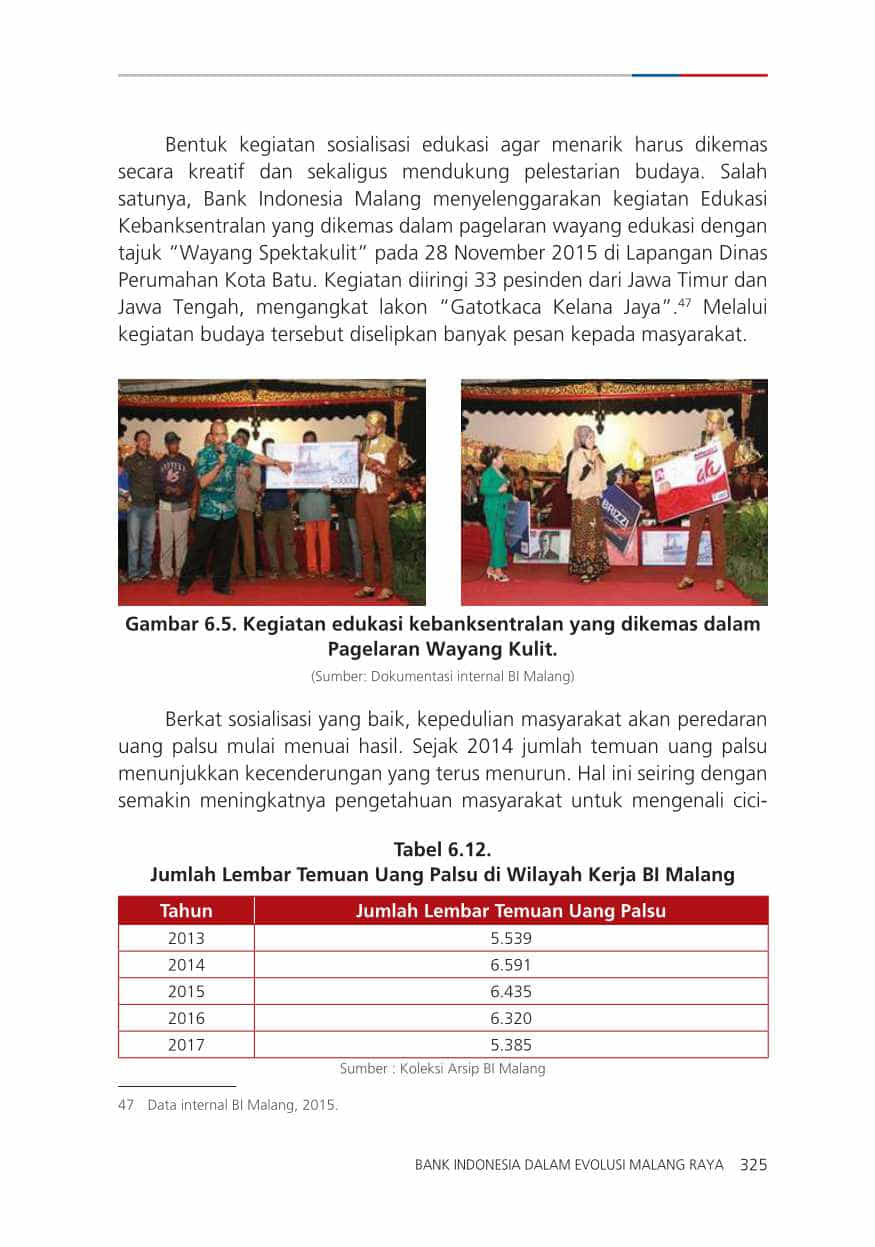 Bentuk kegiatan sosialisasi edukasi agar menarik harus dikemas
secara kreatif dan sekaligus mendukung pelestarian budaya. Salah
satunya, Bank Indonesia Malang menyelenggarakan kegiatan Edukasi
Kebanksentralan yang dikemas dalam pagelaran wayang edukasi dengan
tajuk “Wayang Spektakulit” pada 28 November 2015 di Lapangan Dinas
Perumahan Kota Batu. Kegiatan diiringi 33 pesinden dari Jawa Timur dan
Jawa Tengah, mengangkat lakon “Gatotkaca Kelana Jaya”.47 Melalui
kegiatan budaya tersebut diselipkan banyak pesan kepada masyarakat.
50000
BRIZZI
Gambar 6.5. Kegiatan edukasi kebanksentralan yang dikemas dalam
Pagelaran Wayang Kulit.
(Sumber: Dokumentasi internal BI Malang)
Berkat sosialisasi yang baik, kepedulian masyarakat akan peredaran
uang palsu mulai menuai hasil. Sejak 2014 jumlah temuan uang palsu
menunjukkan kecenderungan yang terus menurun. Hal ini seiring dengan
semakin meningkatnya pengetahuan masyarakat untuk mengenali cici-
Tabel 6.12.
Jumlah Lembar Temuan Uang Palsu di Wilayah Kerja BI Malang
Tahun Jumlah Lembar Temuan Uang Palsu
2013 5.539
2014 6.591
2015 6.435
2016 6.320
2017 5.385
Sumber : Koleksi Arsip BI Malang
47 Data internal BI Malang, 2015.
BANK INDONESIA DALAM EVOLUSI MALANG RAYA 325